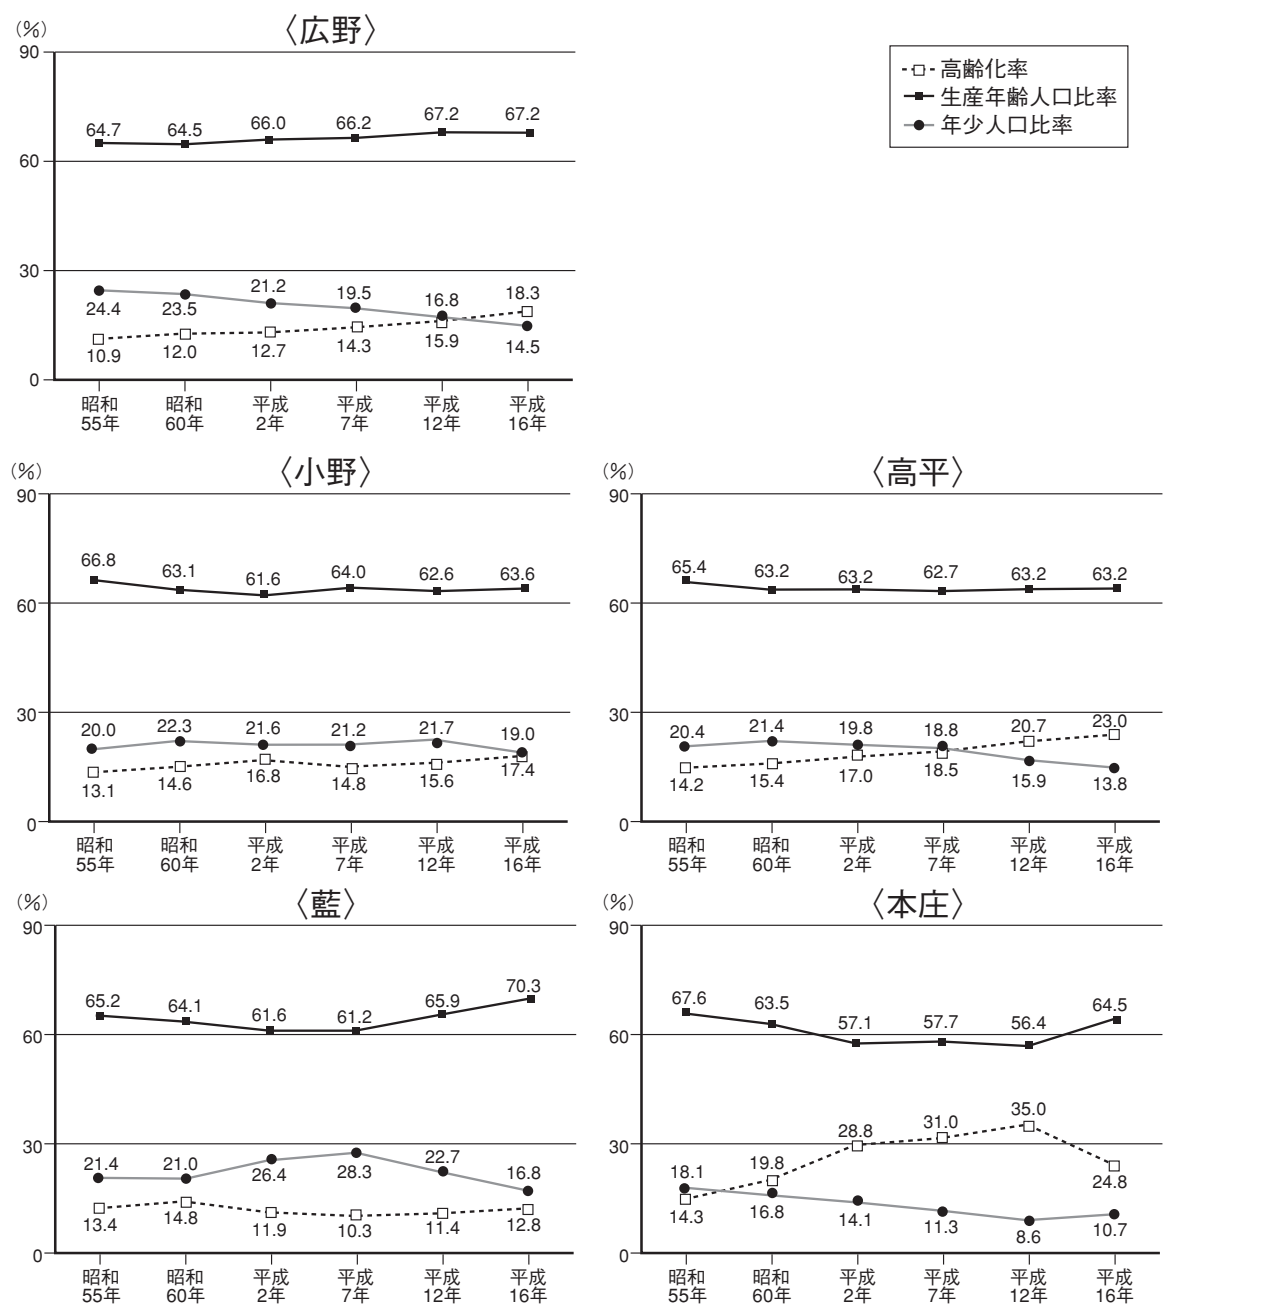 〈広野〉
(%)
90
60
30
0
64.7 64.5 66.0 66.2 67.2 67.2
24.4 23.5 21.2 19.5 16.8 18.3
10.9 12.0 12.7 14.3 15.9 14.5
昭和 昭和 平成 平成 平成 平成
55年 60年 2年 7年 12年 16年
高齢化率
生産年齢人口比率
年少人口比率
〈小野〉
(%)
90
60
30
0
66.8 63.1 61.6 64.0 62.6 63.6
20.0 22.3 21.6 21.2 21.7 19.0
13.1 14.6 16.8 14.8 15.6 17.4
昭和 昭和 平成 平成 平成 平成
55年 60年 2年 7年 12年 16年
〈高平〉
(%)
90
60
30
0
65.4 63.2 63.2 62.7 63.2 63.2
20.4 21.4 19.8 18.8 20.7 23.0
14.2 15.4 17.0 18.5 15.9 13.8
昭和 昭和 平成 平成 平成 平成
55年 60年 2年 7年 12年 16年
〈藍〉
(%)
90
60
30
0
65.2 64.1 61.6 61.2 65.9 70.3
21.4 21.0 26.4 28.3 22.7 16.8
13.4 14.8 11.9 10.3 11.4 12.8
昭和 昭和 平成 平成 平成 平成
55年 60年 2年 7年 12年 16年
〈本庄〉
(%)
90
60
30
0
67.6 63.5 57.1 57.7 56.4 64.5
18.1 19.8 28.8 31.0 35.0 24.8
14.3 16.8 14.1 11.3 8.6 10.7
昭和 昭和 平成 平成 平成 平成
55年 60年 2年 7年 12年 16年